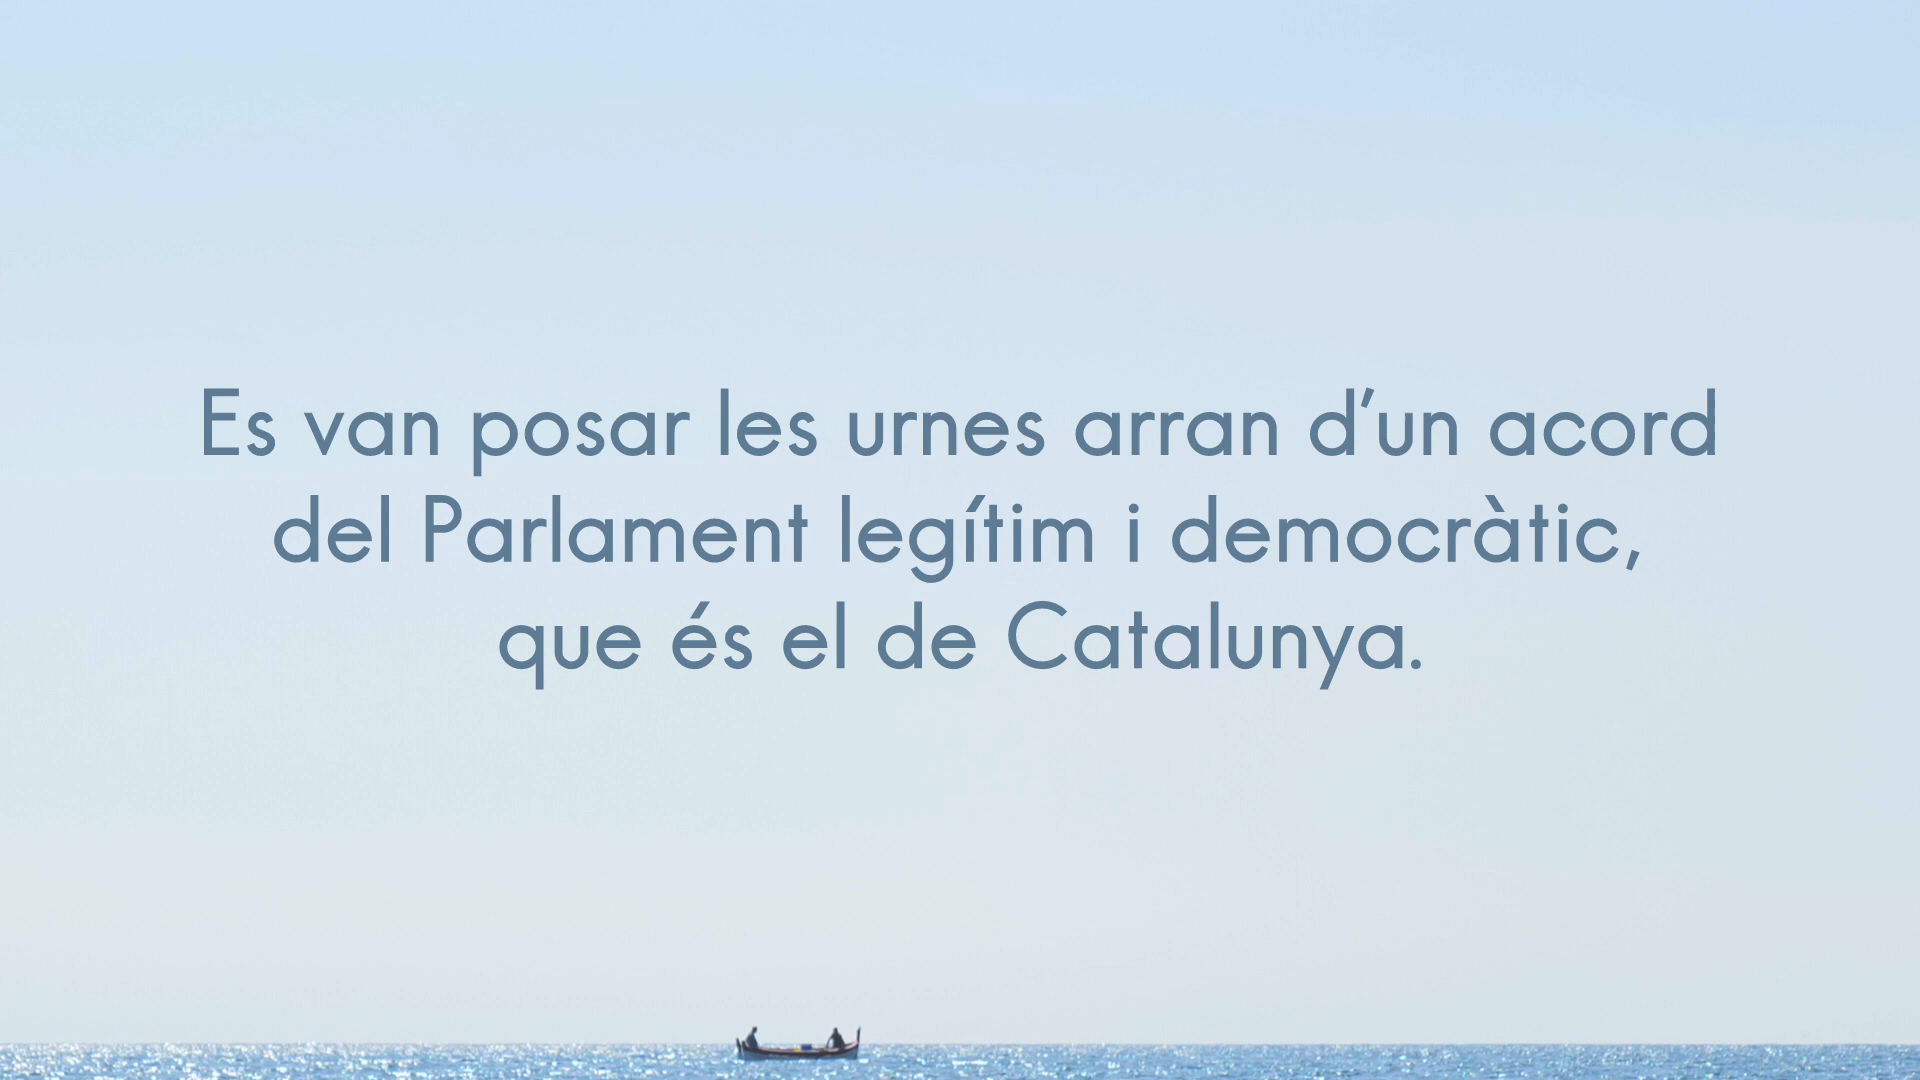 Es van posar les urnes arran d’un acord
del Parlament legítim i democràtic,
que és el de Catalunya.